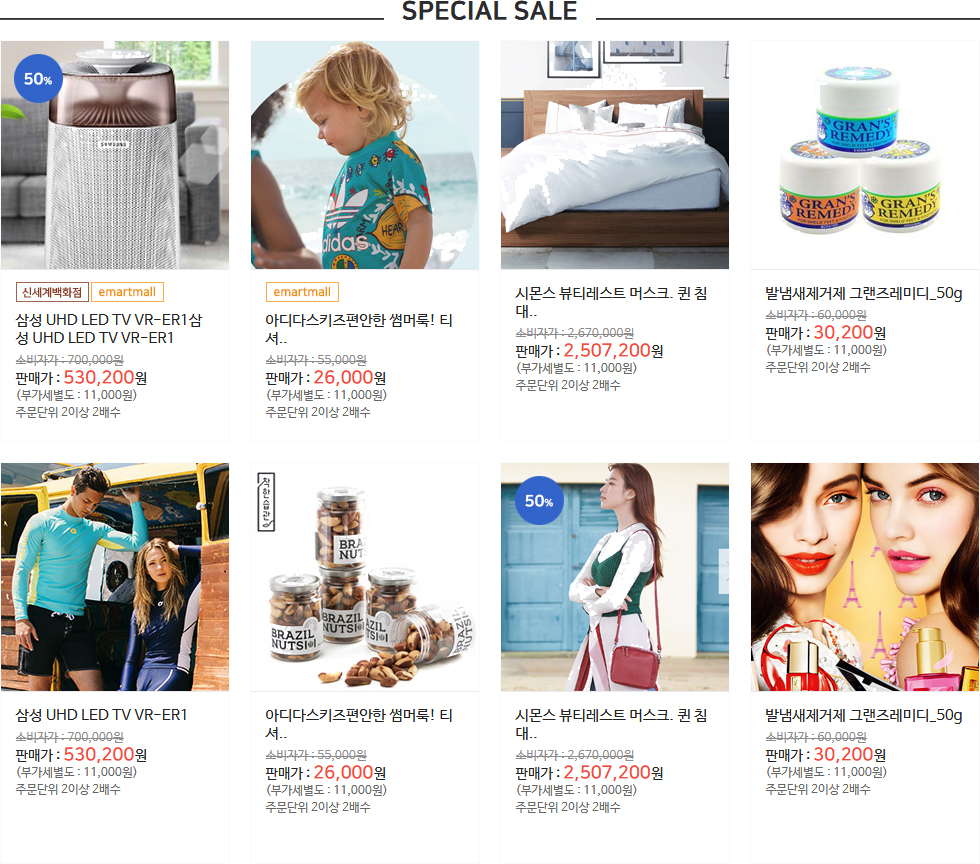 SPECIAL SALE
50%
SAMSUNG
adidas
HEAR
GRAN'S
REMEDY
COOLING
GRAN'S
REMEDY
GRAN'S
REMEDY
신세계백화점 emartmall
삼성 UHD LED TV VR-ER1삼
성 UHD LED TV VR-ER1
소비자가 : 700,000원
판매가 : 530,200원
(부가세별도 : 11,000원)
주문단위 2이상 2배수
emartmall
아디다스키즈편안한 썸머룩! 티
셔..
소비자가 : 55,000원
판매가 : 26,000원
(부가세별도 : 11,000원)
주문단위 2이상 2배수
시몬스 뷰티레스트 머스크. 퀸 침
대..
소비자가 : 2,670,000원
판매가 : 2,507,200원
(부가세별도 : 11,000원)
주문단위 2이상 2배수
발냄새제거제 그랜즈레미디_50g
소비자가 : 60,000원
판매가 : 30,200원
(부가세별도 : 11,000원)
주문단위 2이상 2배수
착한습관
BRAZIL
NUTS
BRAZIL
NUTS
BRAZIL
NUTS
BRAZIL
NUTS
50%
삼성 UHD LED TV VR-ER1
소비자가 : 700,000원
판매가 : 530,200원
(부가세별도 : 11,000원)
주문단위 2이상 2배수
아디다스키즈편안한 썸머룩! 티
셔..
소비자가 : 55,000원
판매가 : 26,000원
(부가세별도 : 11,000원)
주문단위 2이상 2배수
시몬스 뷰티레스트 머스크. 퀸 침
대..
소비자가 : 2,670,000원
판매가 : 2,507,200원
(부가세별도 : 11,000원)
주문단위 2이상 2배수
발냄새제거제 그랜즈레미디_50g
소비자가 : 60,000원
판매가 : 30,200원
(부가세별도 : 11,000원)
주문단위 2이상 2배수